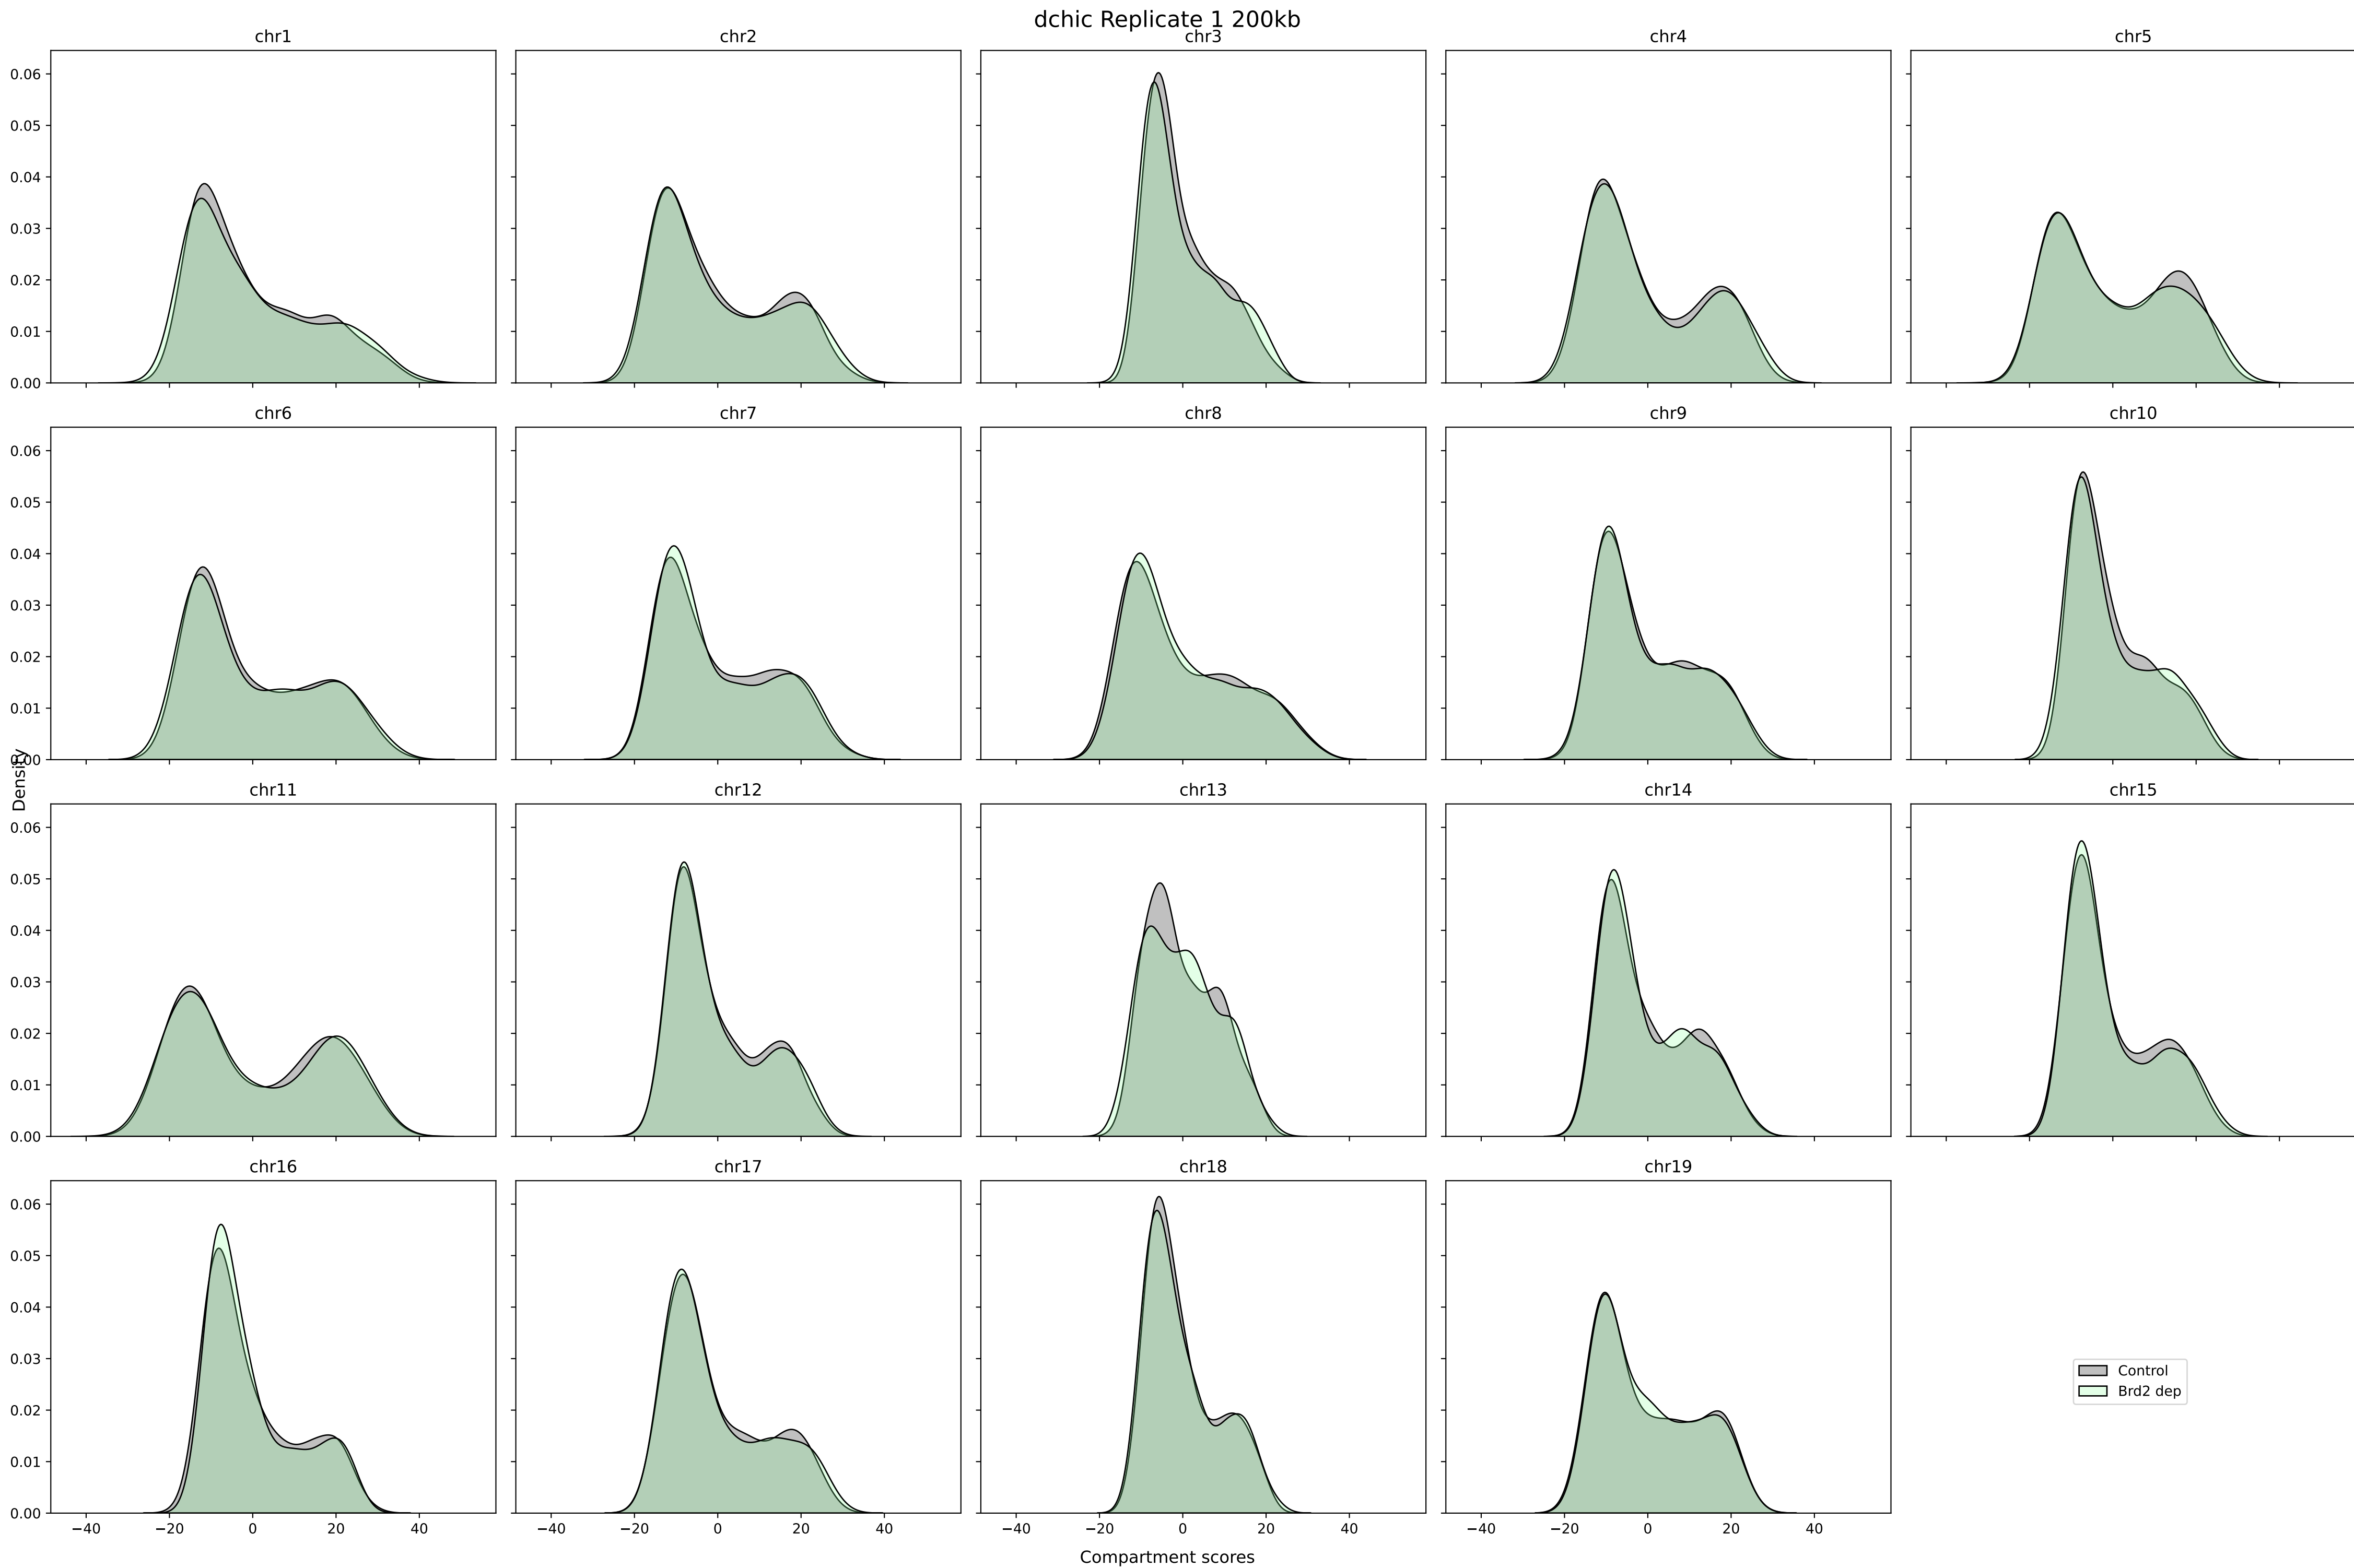 dchic Replicate 1 200kb
chr1 chr2 chr3 chr4 chr5
0.06
0.05
0.04
0.03
0.02
0.01
0.00
chr6 chr7 chr8 chr9 chr10
0.06
0.05
0.04
0.03
0.02
0.01
0.00
Density
chr11 chr12 chr13 chr14 chr15
0.06
0.05
0.04
0.03
0.02
0.01
0.00
chr16 chr17 chr18 chr19
0.06
0.05
0.04
0.03
0.02
0.01
0.00
Control
Brd2 dep
−40 −20 0 20 40 −40 −20 0 20 40 −40 −20 0 20 40 −40 −20 0 20 40
Compartment scores